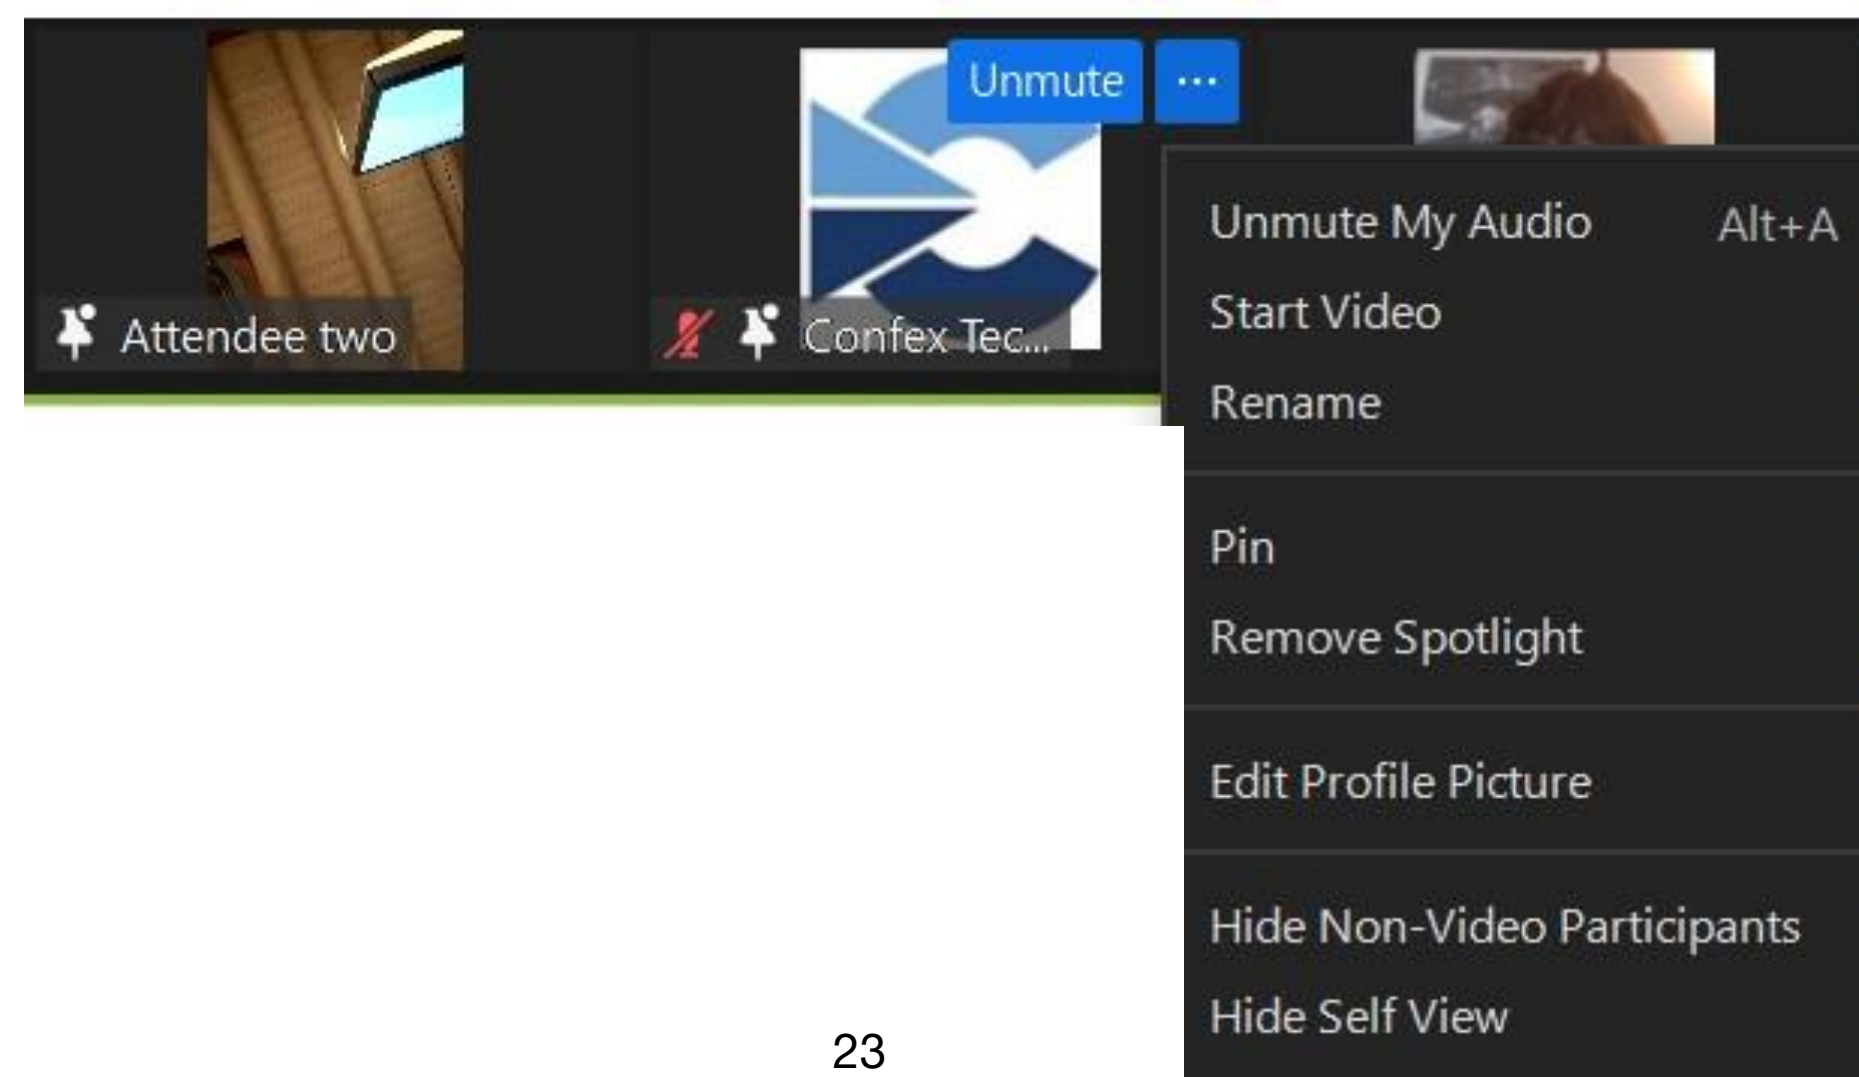 Unmute ...
Attendee two
Confex Tec...
Unmute My Audio Alt+A
Start Video
Rename
Pin
Remove Spotlight
Edit Profile Picture
Hide Non-Video Participants
Hide Self View
23